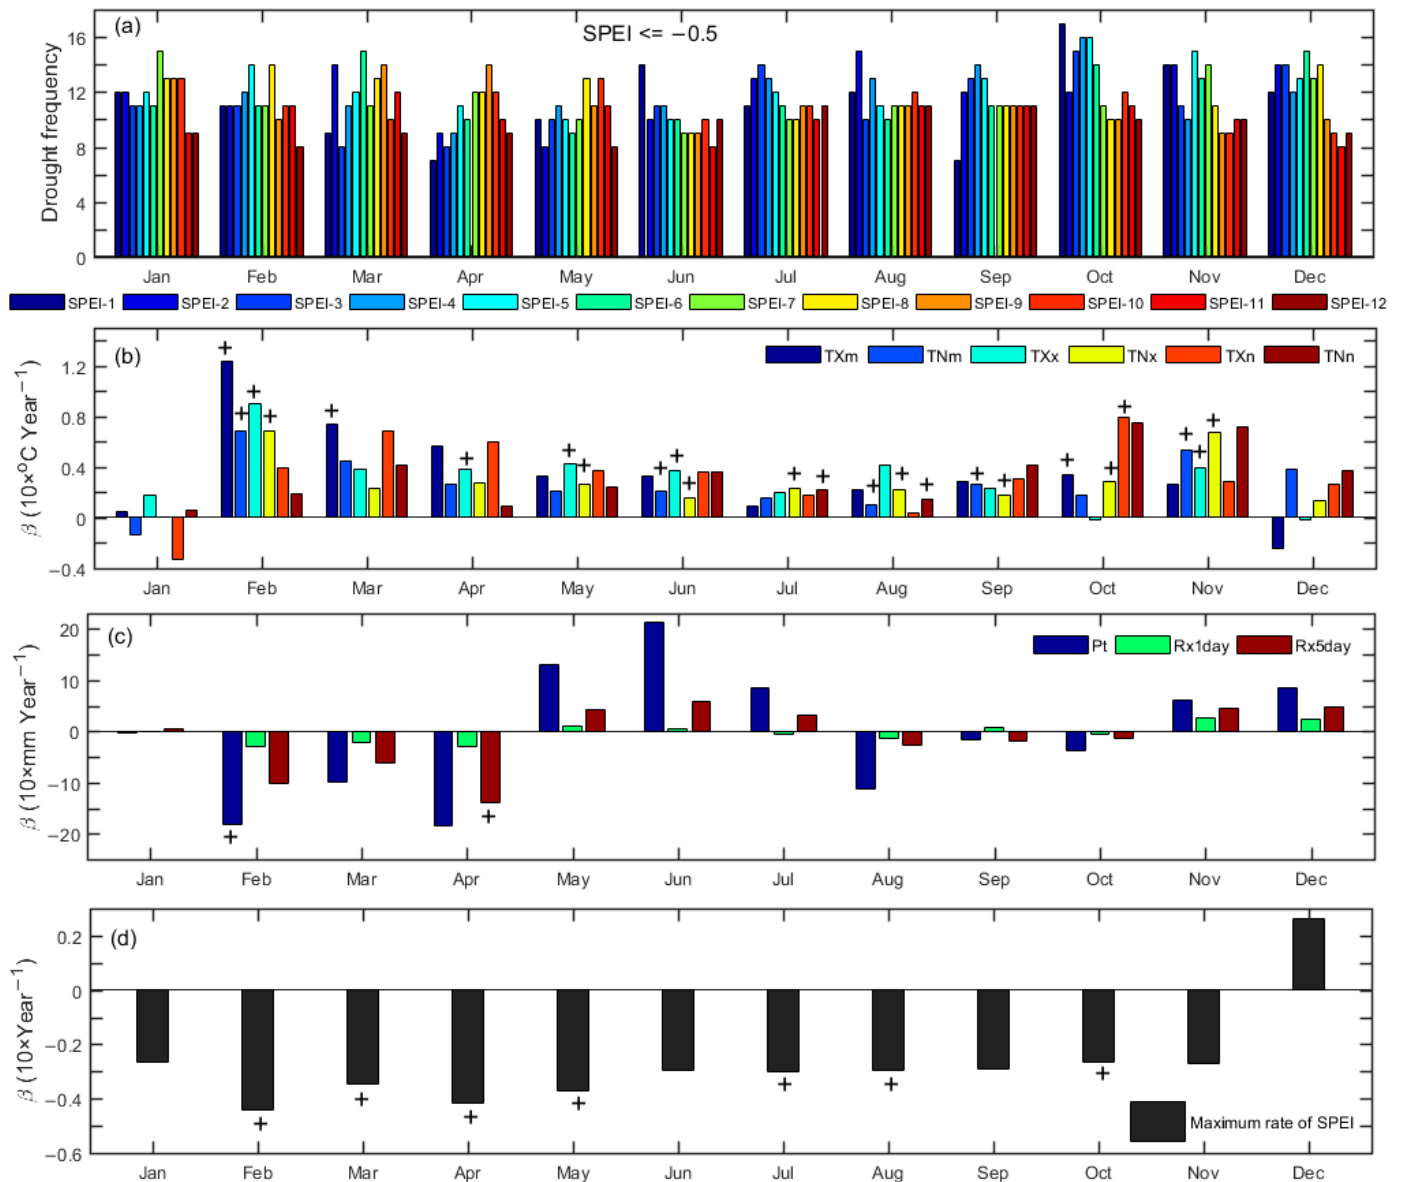 (a)
SPEI <= −0.5
Drought frequency
16
12
8
4
0
Jan Feb Mar Apr May Jun Jul Aug Sep Oct Nov Dec
SPEI-1 SPEI-2 SPEI-3 SPEI-4 SPEI-5 SPEI-6 SPEI-7 SPEI-8 SPEI-9 SPEI-10 SPEI-11 SPEI-12
(b)
TXm TNm TXx TNx TXn TNn
β (10×ᵒC Year⁻¹)
1.2
0.8
0.4
0
−0.4
Jan Feb Mar Apr May Jun Jul Aug Sep Oct Nov Dec
(c)
Pt Rx1day Rx5day
β (10×mm Year⁻¹)
20
10
0
−10
−20
Jan Feb Mar Apr May Jun Jul Aug Sep Oct Nov Dec
(d)
β (10×Year⁻¹)
0.2
0
−0.2
−0.4
−0.6
Maximum rate of SPEI
Jan Feb Mar Apr May Jun Jul Aug Sep Oct Nov Dec